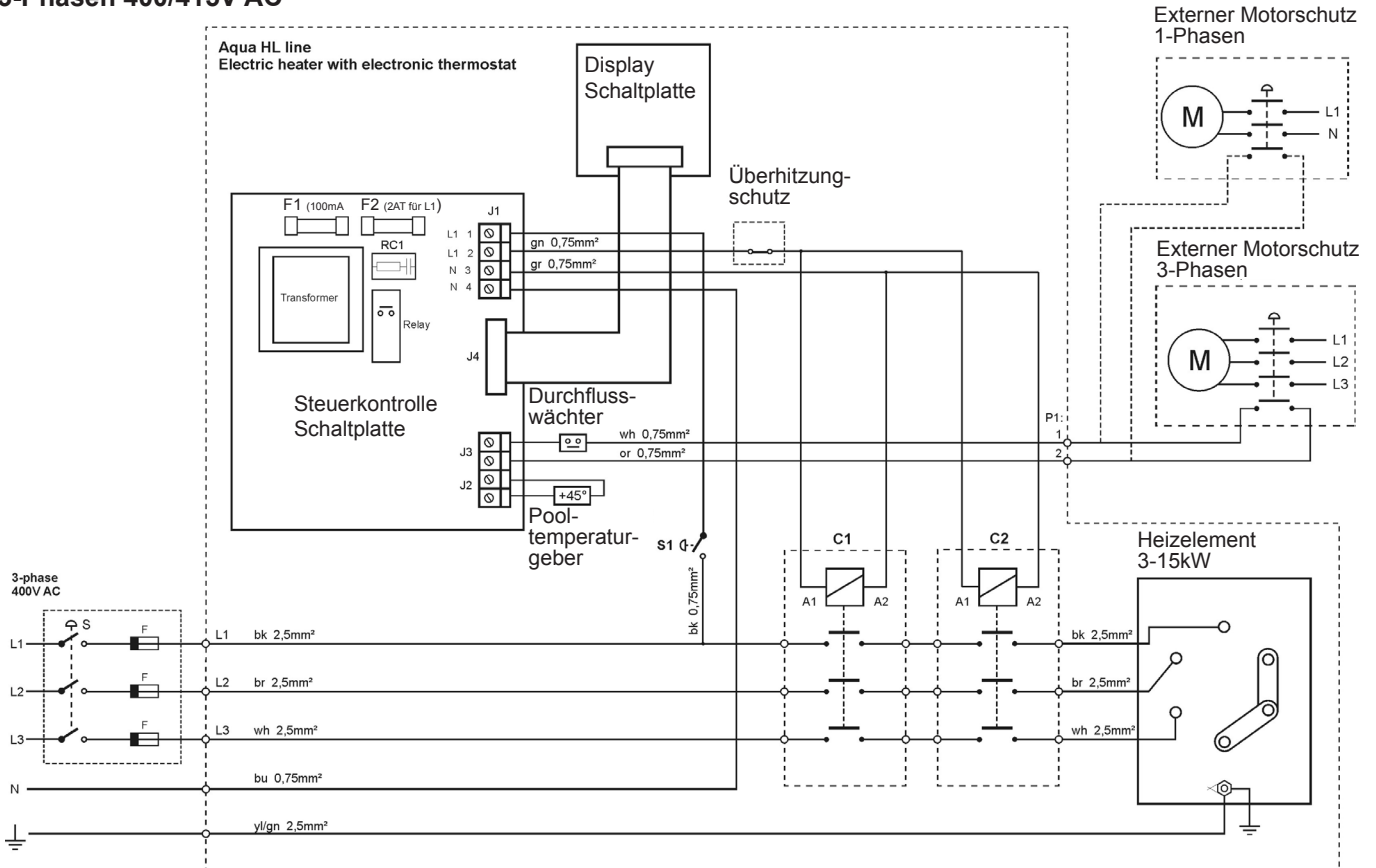 3-Phasen 400/415V AC
Externer Motorschutz
1-Phasen
M
L1
N
Aqua HL line
Electric heater with electronic thermostat
Display
Schaltplatte
Überhitzung-
schutz
F1 (100mA
F2 (2AT für L1)
J1
L1 1
L1 2
N 3
N 4
gn 0,75mm²
gr 0,75mm²
RC1
Transformer
Relay
J4
Externer Motorschutz
3-Phasen
M
L1
L2
L3
Steuerkontrolle
Schaltplatte
Durchfluss-
wächter
J3
J2
wh 0,75mm²
or 0,75mm²
P1:
1
2
+45°
Pool-
temperatur-
geber
S1
bk 0,75mm²
C1
A1
A2
C2
A1
A2
Heizelement
3-15kW
3-phase
400V AC
S
L1
F
L1
bk 2,5mm²
bk 2,5mm²
L2
F
L2
br 2,5mm²
br 2,5mm²
L3
F
L3
wh 2,5mm²
wh 2,5mm²
N
bu 0,75mm²
yl/gn 2,5mm²